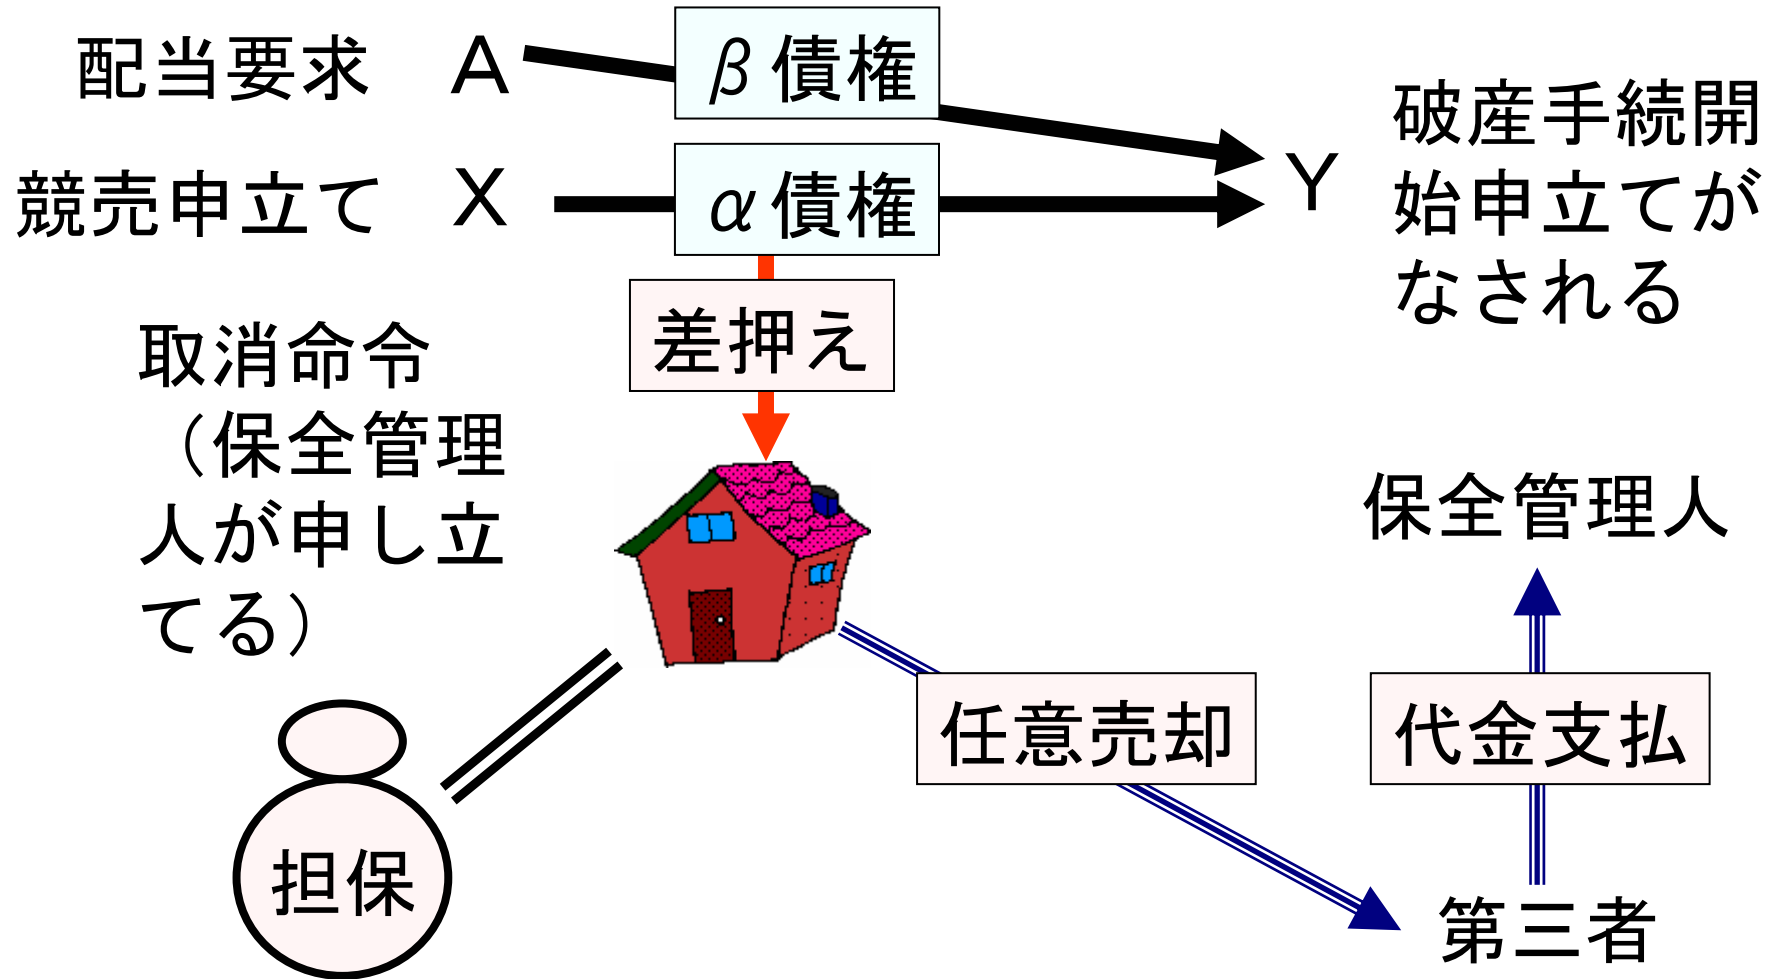 配当要求 A
β債権
競売申立て X
α債権
Y
破産手続開
始申立てが
なされる
差押え
取消命令
（保全管理
人が申し立
てる）
保全管理人
任意売却
代金支払
担保
第三者